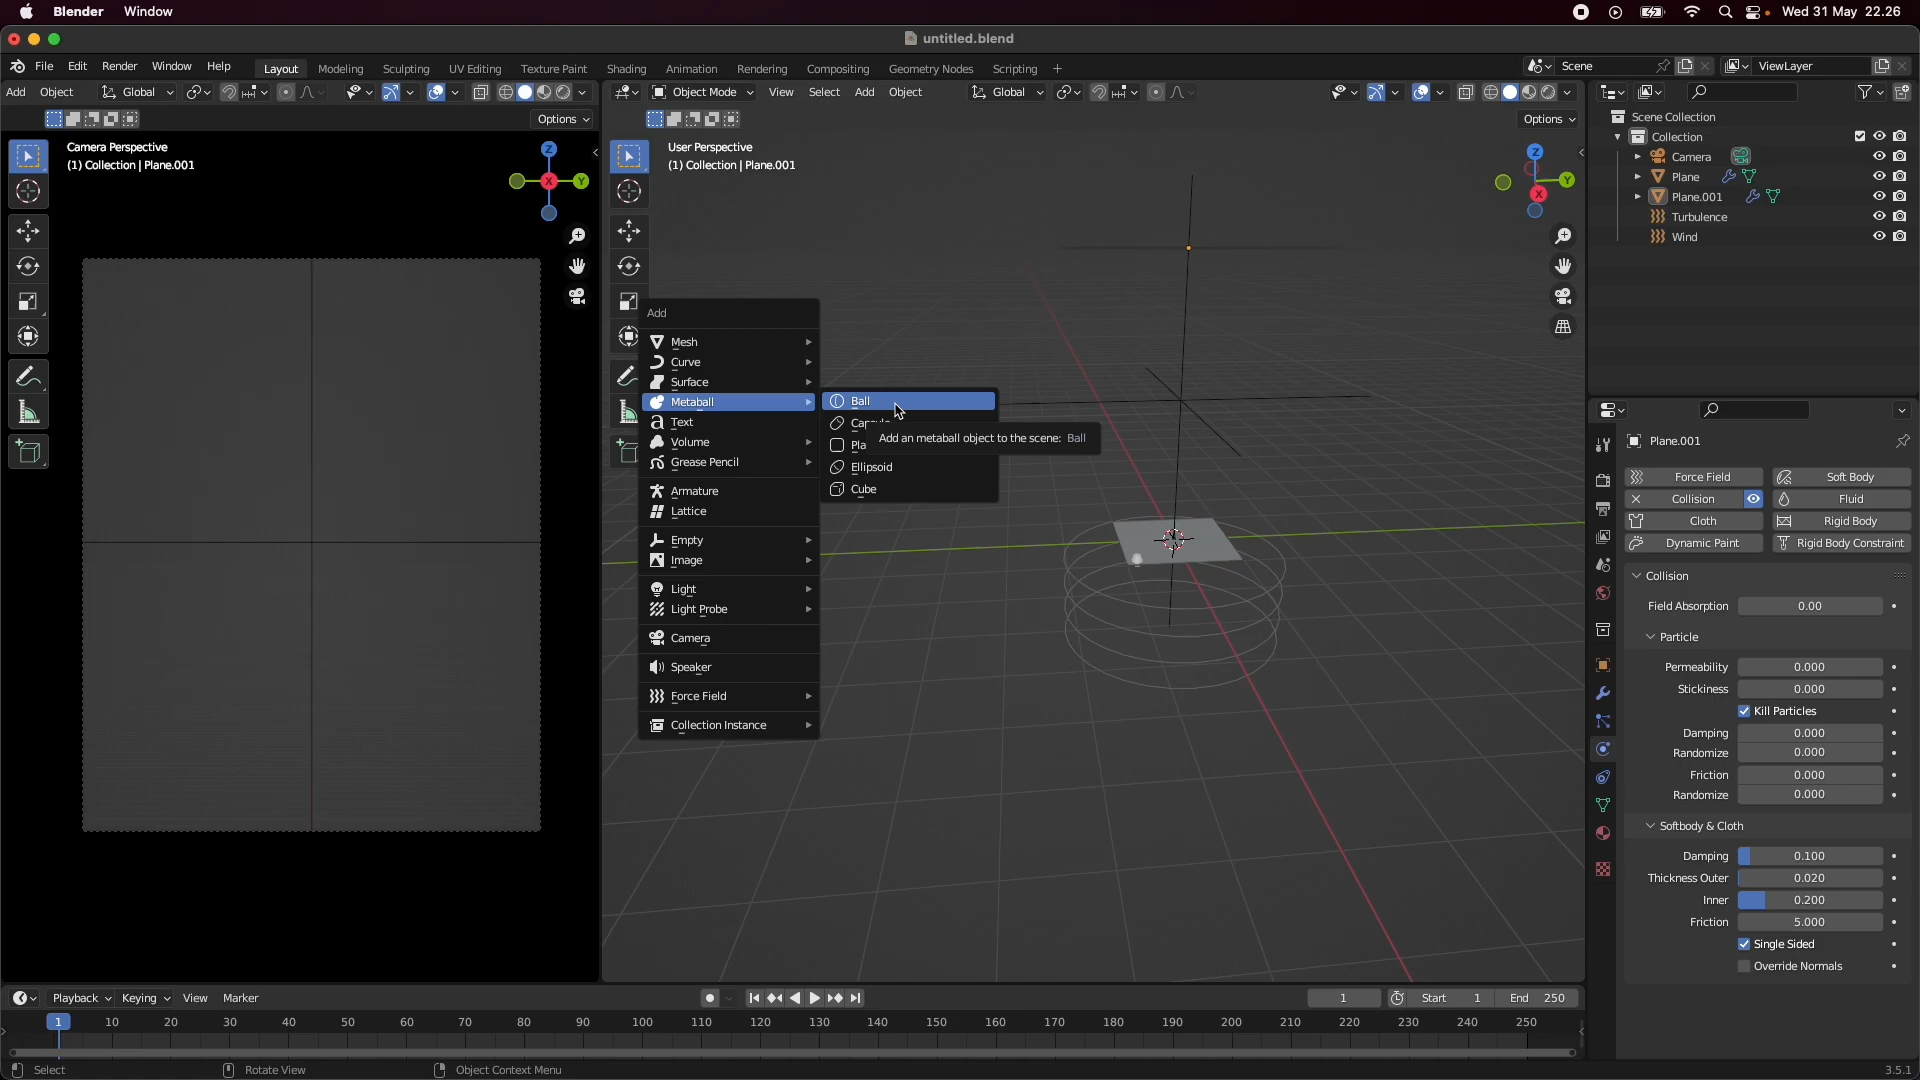 Blender Window Wed 31 May 22.26
untitled.blend
File Edit Render Window Help Layout Modeling Sculpting UV Editing Texture Paint Shading Animation Rendering Compositing Geometry Nodes Scripting + Scene ViewLayer
Add Object Global Object Mode View Select Add Object Global
Options Options
Camera Perspective
(1) Collection | Plane.001
User Perspective
(1) Collection | Plane.001
Z
X
Y
Z
Y
X
Add
Mesh
Curve
Surface
Metaball
Text
Volume
Grease Pencil
Armature
Lattice
Empty
Image
Light
Light Probe
Camera
Speaker
Force Field
Collection Instance
Ball
Add an metaball object to the scene: Ball
Ellipsoid
Cube
Scene Collection
Collection
Camera
Plane
Plane.001
Turbulence
Wind
Plane.001
Force Field Soft Body
Collision Fluid
Cloth Rigid Body
Dynamic Paint Rigid Body Constraint
Collision
Field Absorption 0.00
Particle
Permeability 0.000
Stickiness 0.000
Kill Particles
Damping 0.000
Randomize 0.000
Friction 0.000
Randomize 0.000
Softbody & Cloth
Damping 0.100
Thickness Outer 0.020
Inner 0.200
Friction 5.000
Single Sided
Override Normals
Playback Keying View Marker 1 Start 1 End 250
1 10 20 30 40 50 60 70 80 90 100 110 120 130 140 150 160 170 180 190 200 210 220 230 240 250
Select Rotate View Object Context Menu 3.5.1